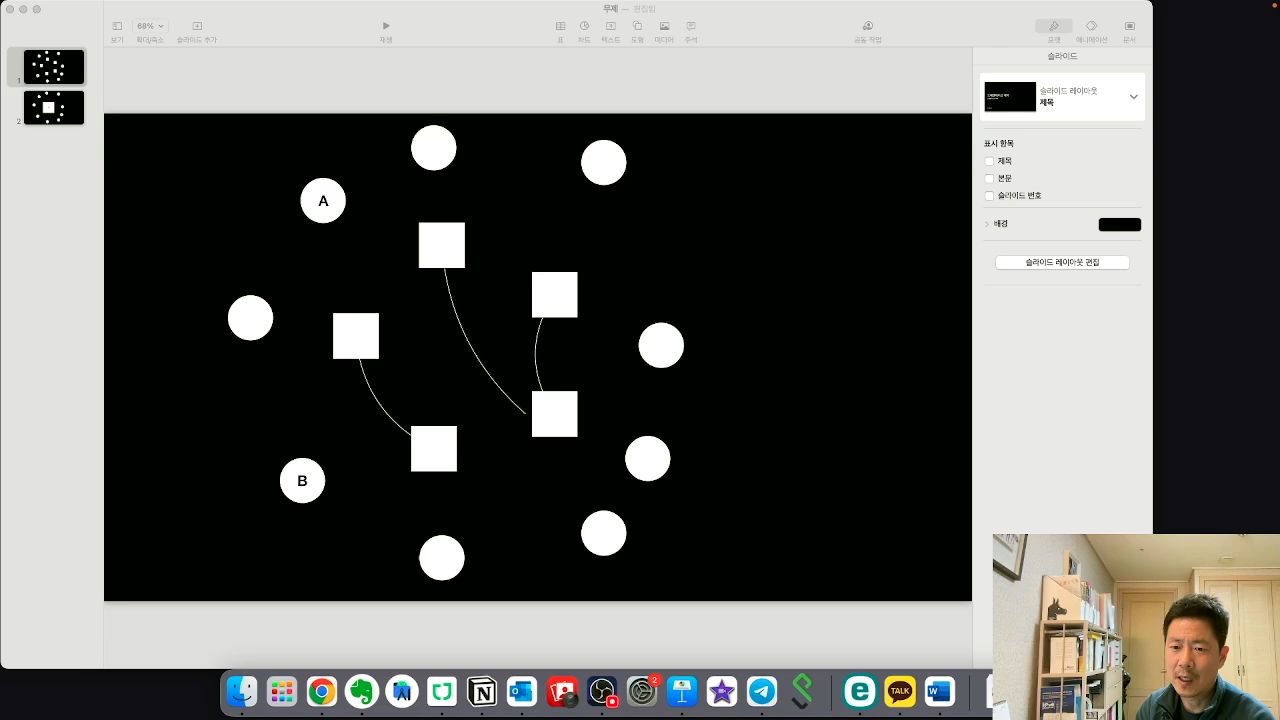 무제 — 편집됨
68%
보기
확대/축소
슬라이드 추가
재생
표
차트
텍스트
도형
미디어
주석
공동 작업
포맷
애니메이션
문서
슬라이드
슬라이드 레이아웃
제목
표시 항목
제목
본문
슬라이드 번호
배경
슬라이드 레이아웃 편집
1
2
A
B
2
TALK